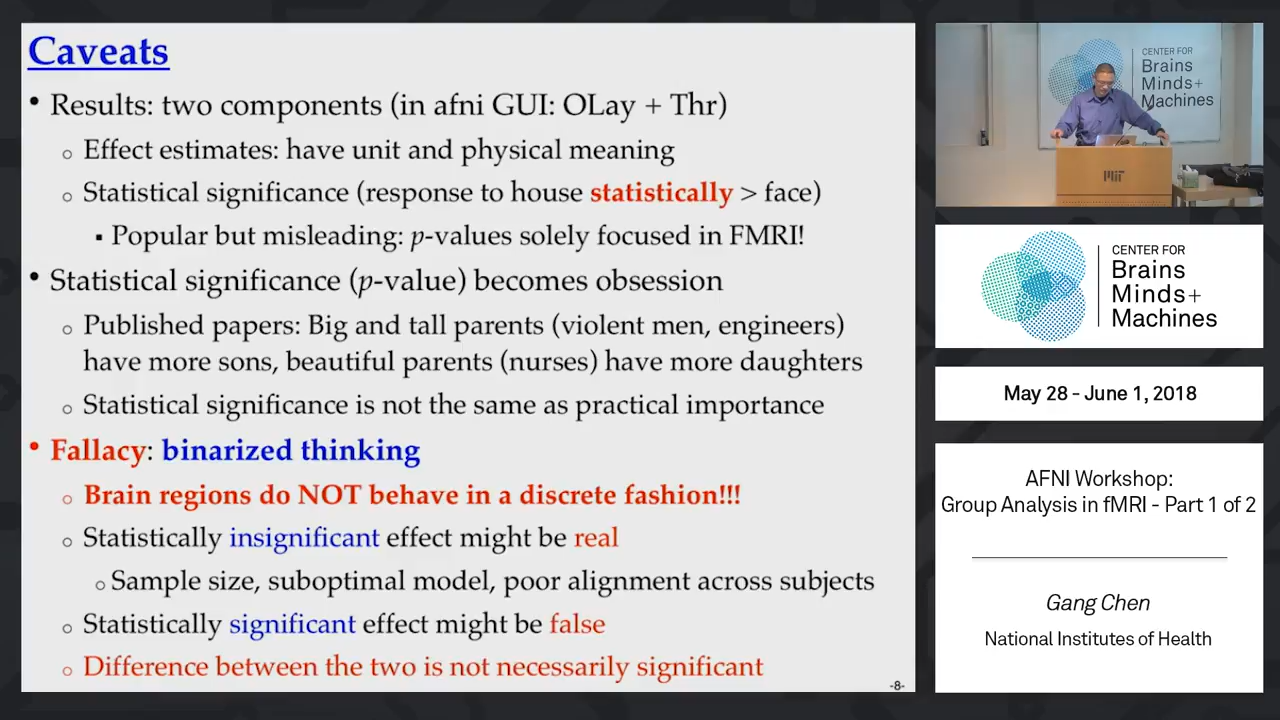 Caveats
• Results: two components (in afni GUI: OLay + Thr)
o Effect estimates: have unit and physical meaning
o Statistical significance (response to house statistically > face)
▪ Popular but misleading: p-values solely focused in FMRI!
• Statistical significance (p-value) becomes obsession
o Published papers: Big and tall parents (violent men, engineers)
have more sons, beautiful parents (nurses) have more daughters
o Statistical significance is not the same as practical importance
• Fallacy: binarized thinking
o Brain regions do NOT behave in a discrete fashion!!!
o Statistically insignificant effect might be real
o Sample size, suboptimal model, poor alignment across subjects
o Statistically significant effect might be false
o Difference between the two is not necessarily significant
-8-
CENTER FOR
Brains
Minds+
Machines
MIT
CENTER FOR
Brains
Minds+
Machines
May 28 - June 1, 2018
AFNI Workshop:
Group Analysis in fMRI - Part 1 of 2
Gang Chen
National Institutes of Health